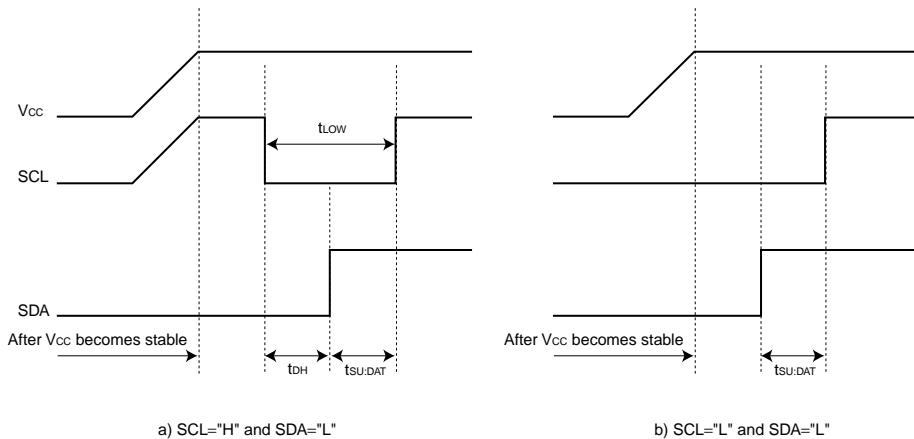 VCC
tLOW
SCL
SDA
After VCC becomes stable
tDH
tSU:DAT
a) SCL="H" and SDA="L"
After VCC becomes stable
tSU:DAT
b) SCL="L" and SDA="L"